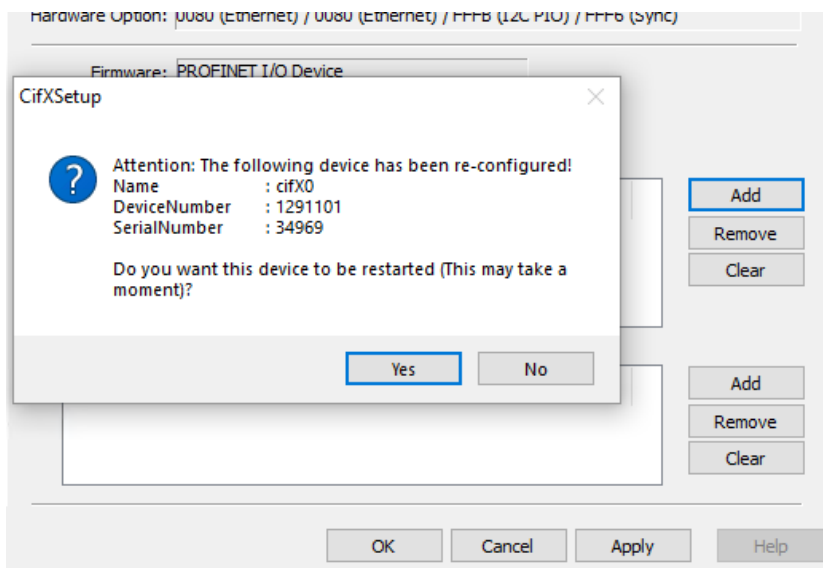 Hardware Option: 0080 (Ethernet) / 0080 (Ethernet) / FFFB (I2C PIO) / FFF6 (Sync)
Firmware: PROFINET I/O Device
CifXSetup
Attention: The following device has been re-configured!
Name : cifX0
DeviceNumber : 1291101
SerialNumber : 34969
Do you want this device to be restarted (This may take a
moment)?
Yes No
Add
Remove
Clear
Add
Remove
Clear
OK Cancel Apply Help